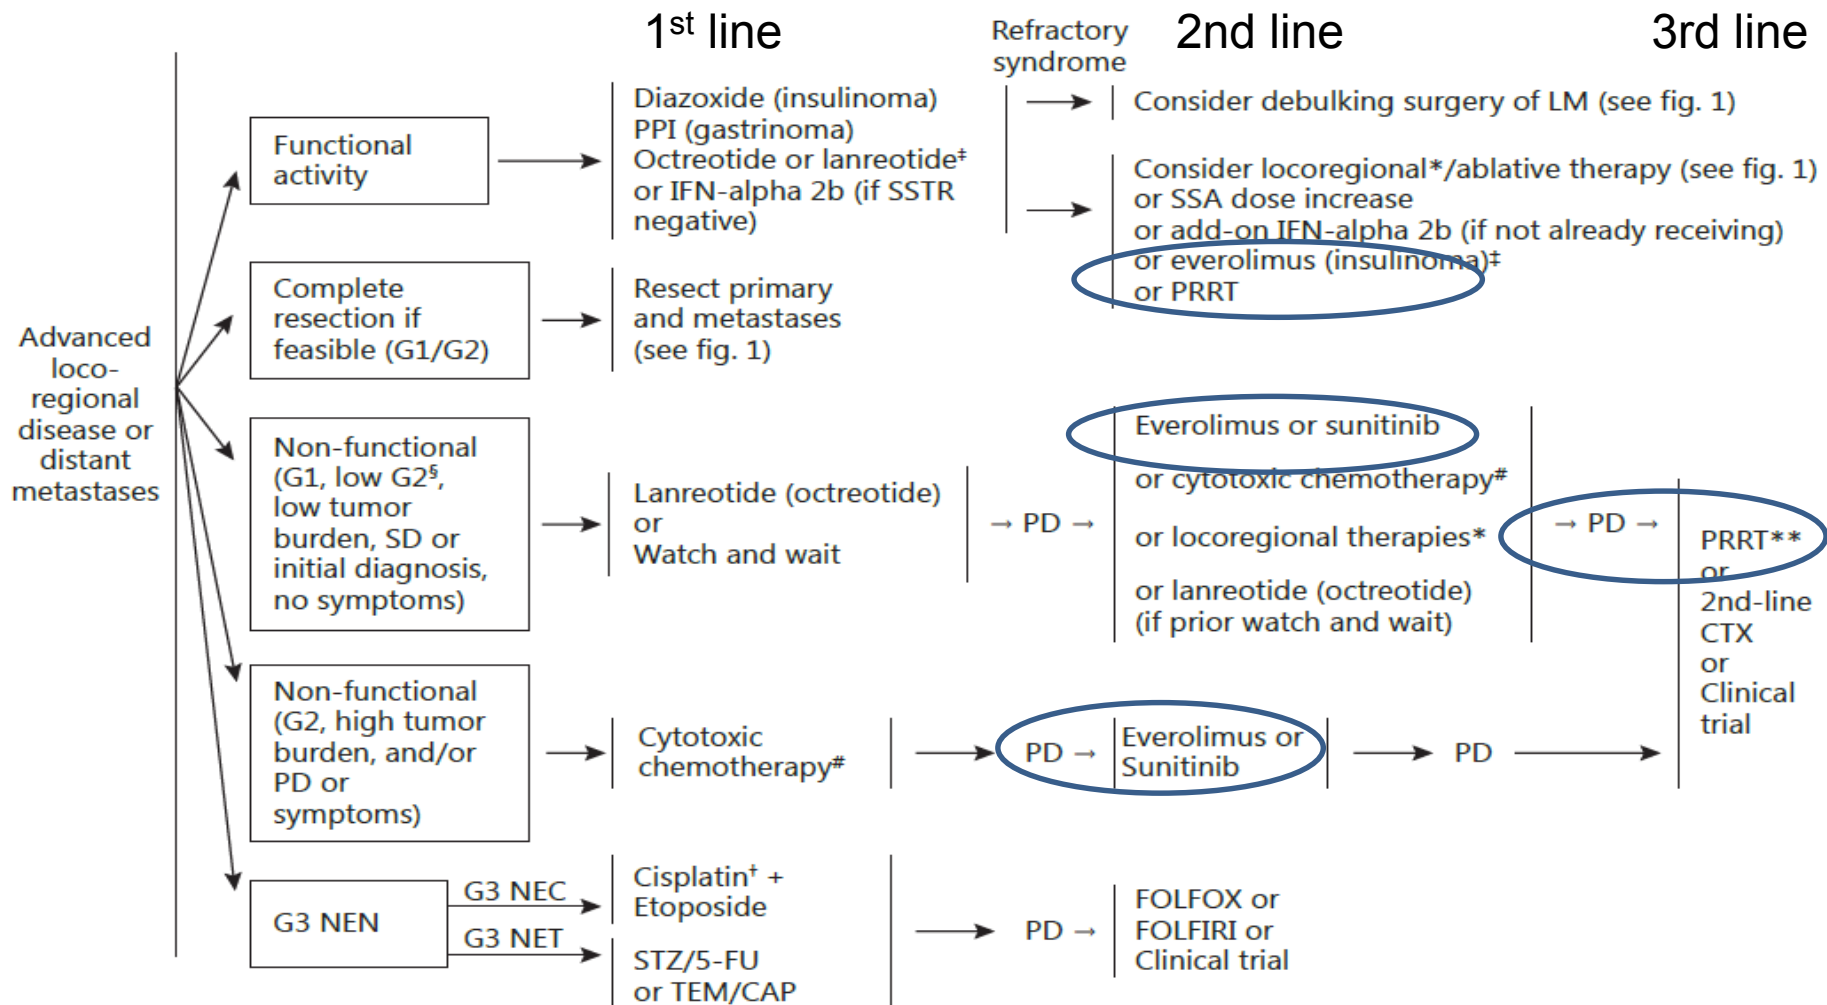 1st line
2nd line
3rd line
Refractory
syndrome
Advanced
loco-
regional
disease or
distant
metastases
Functional
activity
Diazoxide (insulinoma)
PPI (gastrinoma)
Octreotide or lanreotide‡
or IFN-alpha 2b (if SSTR
negative)
Consider debulking surgery of LM (see fig. 1)
Consider locoregional*/ablative therapy (see fig. 1)
or SSA dose increase
or add-on IFN-alpha 2b (if not already receiving)
or everolimus (insulinoma)‡
or PRRT
Complete
resection if
feasible (G1/G2)
Resect primary
and metastases
(see fig. 1)
Non-functional
(G1, low G2§,
low tumor
burden, SD or
initial diagnosis,
no symptoms)
Lanreotide (octreotide)
or
Watch and wait
→ PD →
Everolimus or sunitinib
or cytotoxic chemotherapy#
or locoregional therapies*
or lanreotide (octreotide)
(if prior watch and wait)
→ PD →
PRRT**
or
2nd-line
CTX
or
Clinical
trial
Non-functional
(G2, high tumor
burden, and/or
PD or
symptoms)
Cytotoxic
chemotherapy#
PD →
Everolimus or
Sunitinib
PD
G3 NEN
G3 NEC
G3 NET
Cisplatin† +
Etoposide
STZ/5-FU
or TEM/CAP
PD →
FOLFOX or
FOLFIRI or
Clinical trial